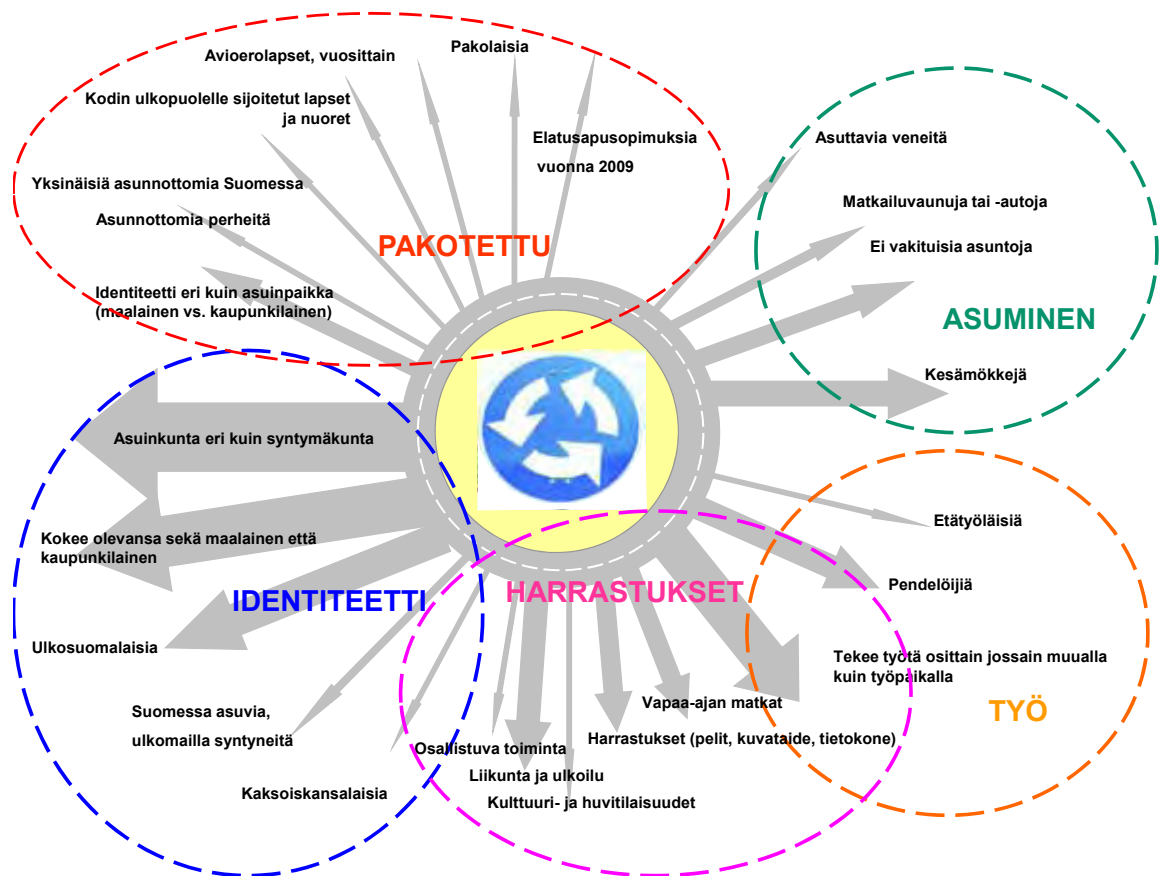 Avioerolapset, vuosittain
Pakolaisia
Kodin ulkopuolelle sijoitetut lapset
ja nuoret
Elatusapusopimuksia
vuonna 2009
Yksinäisiä asunnottomia Suomessa
Asunnottomia perheitä
PAKOTETTU
Identiteetti eri kuin asuinpaikka
(maalainen vs. kaupunkilainen)
Asuttavia veneitä
Matkailuvaunuja tai -autoja
Ei vakituisia asuntoja
ASUMINEN
Kesämökkejä
Asuinkunta eri kuin syntymäkunta
Kokee olevansa sekä maalainen että
kaupunkilainen
IDENTITEETTI
Ulkosuomalaisia
Suomessa asuvia,
ulkomailla syntyneitä
Kaksoiskansalaisia
HARRASTUKSET
Vapaa-ajan matkat
Harrastukset (pelit, kuvataide, tietokone)
Osallistuva toiminta
Liikunta ja ulkoilu
Kulttuuri- ja huvitilaisuudet
Etätyöläisiä
Pendelöijiä
Tekee työtä osittain jossain muualla
kuin työpaikalla
TYÖ